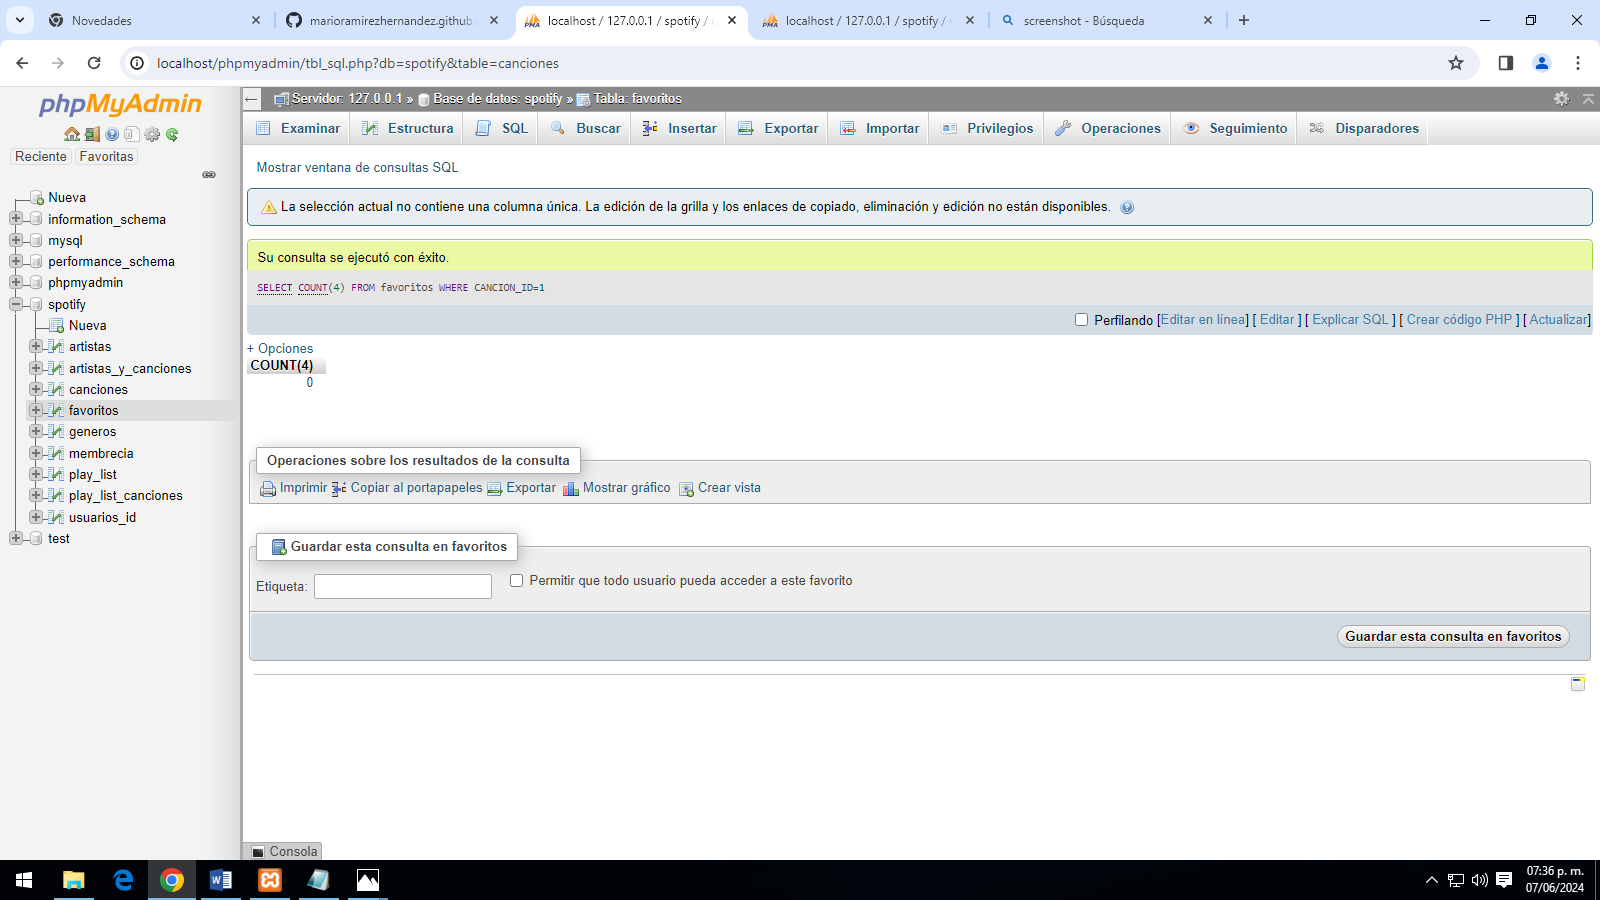 Novedades
marioramirezhernandez.github.
localhost / 127.0.0.1 / spotify /
localhost / 127.0.0.1 / spotify /
screenshot - Búsqueda
localhost/phpmyadmin/tbl_sql.php?db=spotify&table=canciones
phpMyAdmin
Reciente
Favoritas
Nueva
information_schema
mysql
performance_schema
phpmyadmin
spotify
Nueva
artistas
artistas_y_canciones
canciones
favoritos
generos
membrecia
play_list
play_list_canciones
usuarios_id
test
Servidor: 127.0.0.1 » Base de datos: spotify » Tabla: favoritos
Examinar Estructura SQL Buscar Insertar Exportar Importar Privilegios Operaciones Seguimiento Disparadores
Mostrar ventana de consultas SQL
La selección actual no contiene una columna única. La edición de la grilla y los enlaces de copiado, eliminación y edición no están disponibles.
Su consulta se ejecutó con éxito.
SELECT COUNT(4) FROM favoritos WHERE CANCION_ID=1
Perfilando [Editar en línea] [ Editar ] [ Explicar SQL ] [ Crear código PHP ] [ Actualizar]
+ Opciones
COUNT(4)
0
Operaciones sobre los resultados de la consulta
Imprimir Copiar al portapapeles Exportar Mostrar gráfico Crear vista
Guardar esta consulta en favoritos
Etiqueta:
Permitir que todo usuario pueda acceder a este favorito
Guardar esta consulta en favoritos
Consola
07:36 p. m.
07/06/2024